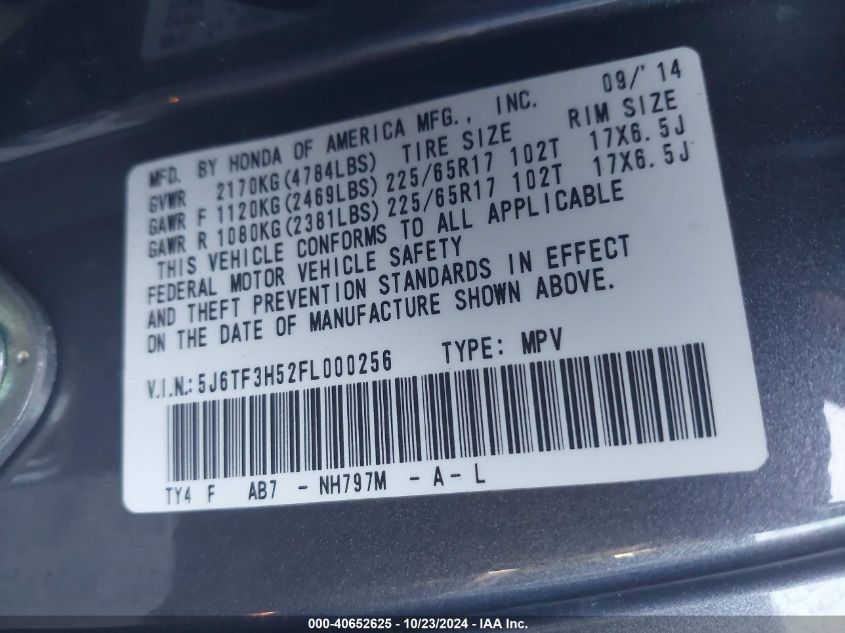 09/'14
MFD. BY HONDA OF AMERICA MFG., INC.
GVWR 2170KG(4784LBS) TIRE SIZE RIM SIZE
GAWR F 1120KG(2469LBS) 225/65R17 102T 17X6.5J
GAWR R 1080KG(2381LBS) 225/65R17 102T 17X6.5J
THIS VEHICLE CONFORMS TO ALL APPLICABLE
FEDERAL MOTOR VEHICLE SAFETY
AND THEFT PREVENTION STANDARDS IN EFFECT
ON THE DATE OF MANUFACTURE SHOWN ABOVE.
V.I.N.: 5J6TF3H52FL000256 TYPE: MPV
TY4 F AB7 - NH797M - A - L
000-40652625 - 10/23/2024 - IAA Inc.